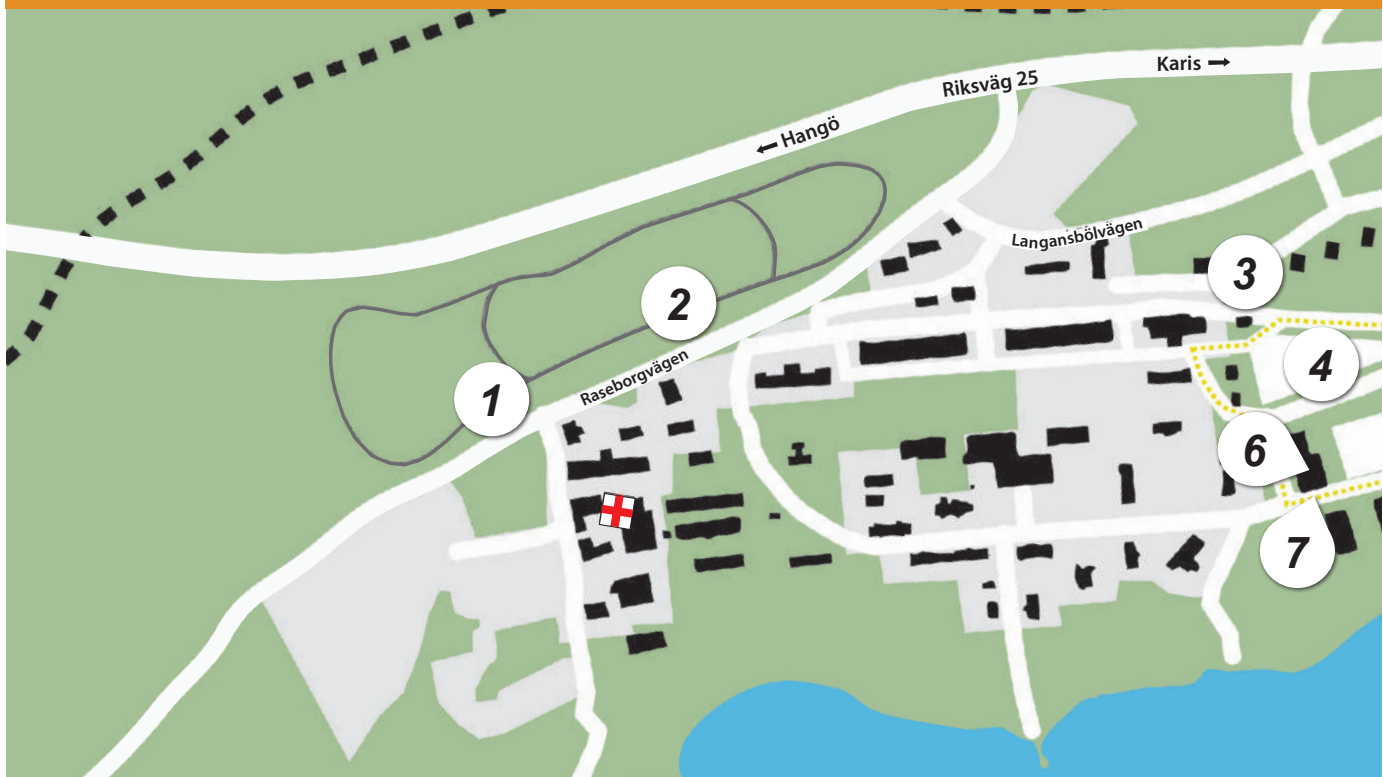 Karis →
Riksväg 25
← Hangö
Langansbölvägen
3
2
Raseborgvägen
4
1
6
7